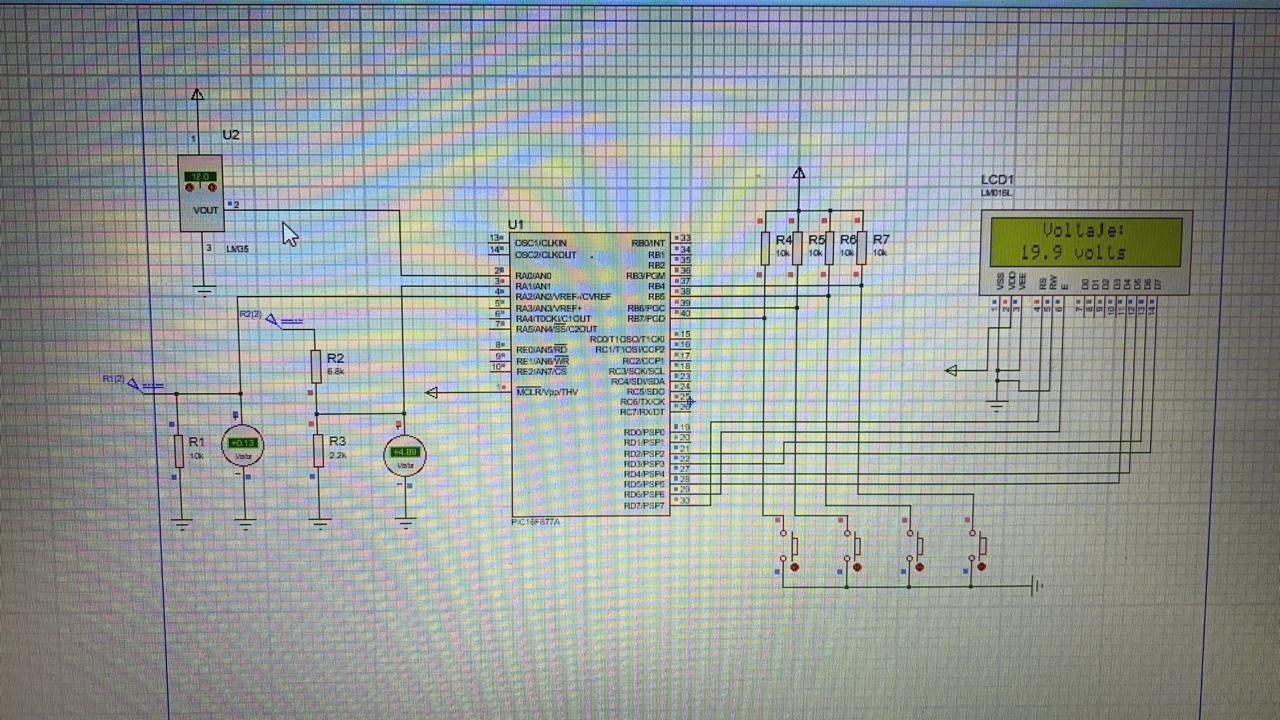 U2
1
12.0
VOUT
2
3
LM35
R2(2)
R1(2)
R2
6.8k
R1
10k
+0.13
Volts
R3
2.2k
+4.89
Volts
U1
13
14
2
3
4
5
6
7
8
9
10
1
OSC1/CLKIN
OSC2/CLKOUT
RA0/AN0
RA1/AN1
RA2/AN2/VREF-/CVREF
RA3/AN3/VREF+
RA4/T0CKI/C1OUT
RA5/AN4/SS/C2OUT
RE0/AN5/RD
RE1/AN6/WR
RE2/AN7/CS
MCLR/Vpp/THV
RB0/INT
RB1
RB2
RB3/PGM
RB4
RB5
RB6/PGC
RB7/PGD
RC0/T1OSO/T1CKI
RC1/T1OSI/CCP2
RC2/CCP1
RC3/SCK/SCL
RC4/SDI/SDA
RC5/SDO
RC6/TX/CK
RC7/RX/DT
RD0/PSP0
RD1/PSP1
RD2/PSP2
RD3/PSP3
RD4/PSP4
RD5/PSP5
RD6/PSP6
RD7/PSP7
33
34
35
36
37
38
39
40
15
16
17
18
23
24
25
26
19
20
21
22
27
28
29
30
PIC16F877A
R4
10k
R5
10k
R6
10k
R7
10k
LCD1
LM016L
Voltaje:
19.9 volts
VSS
VDD
VEE
RS
RW
E
D0
D1
D2
D3
D4
D5
D6
D7
1
2
3
4
5
6
7
8
9
10
11
12
13
14